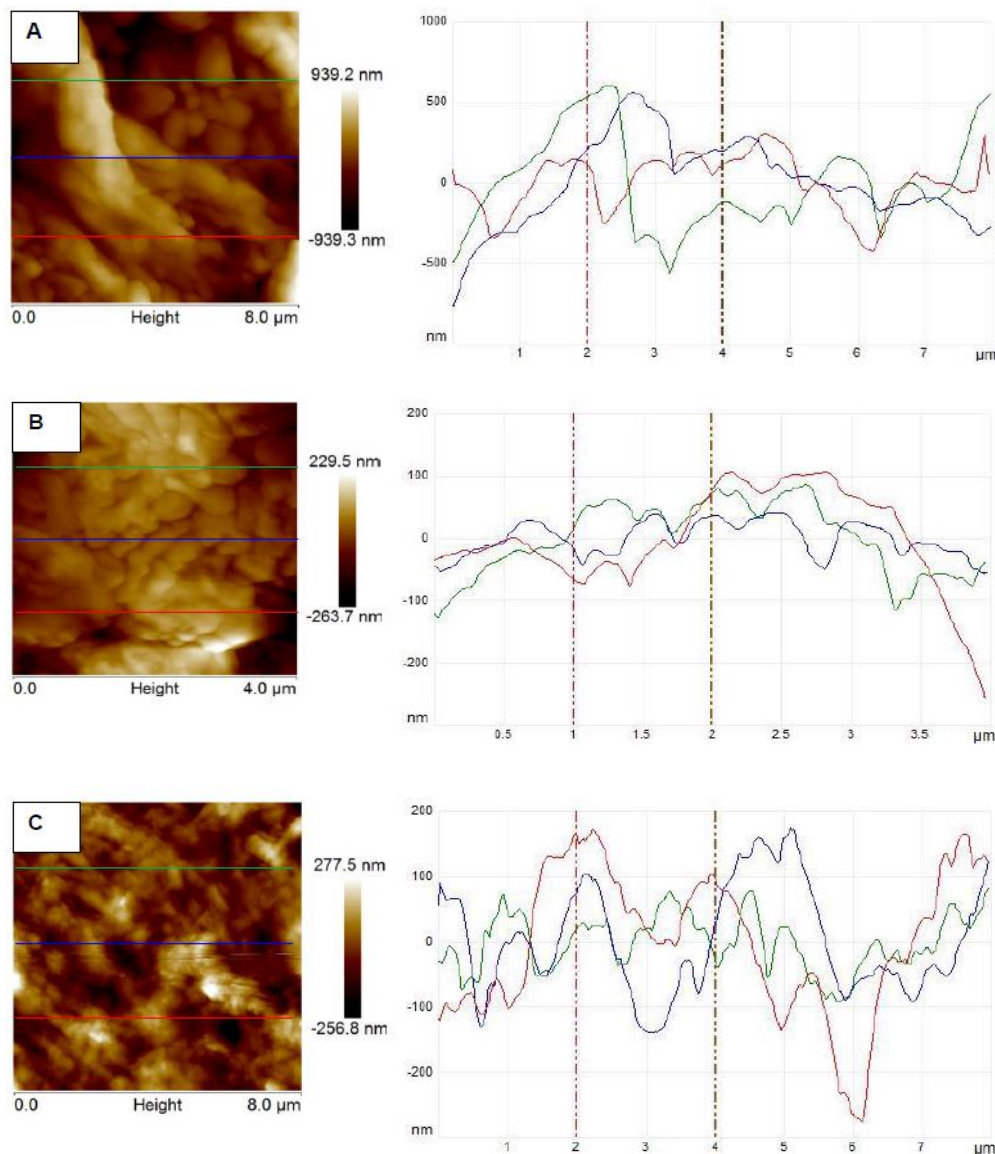 A
939.2 nm
-939.3 nm
0.0 Height 8.0 µm
1000
500
0
-500
nm
1 2 3 4 5 6 7 µm
B
229.5 nm
-263.7 nm
0.0 Height 4.0 µm
200
100
0
-100
-200
nm
0.5 1 1.5 2 2.5 3 3.5 µm
C
277.5 nm
-256.8 nm
0.0 Height 8.0 µm
200
100
0
-100
-200
nm
1 2 3 4 5 6 7 µm